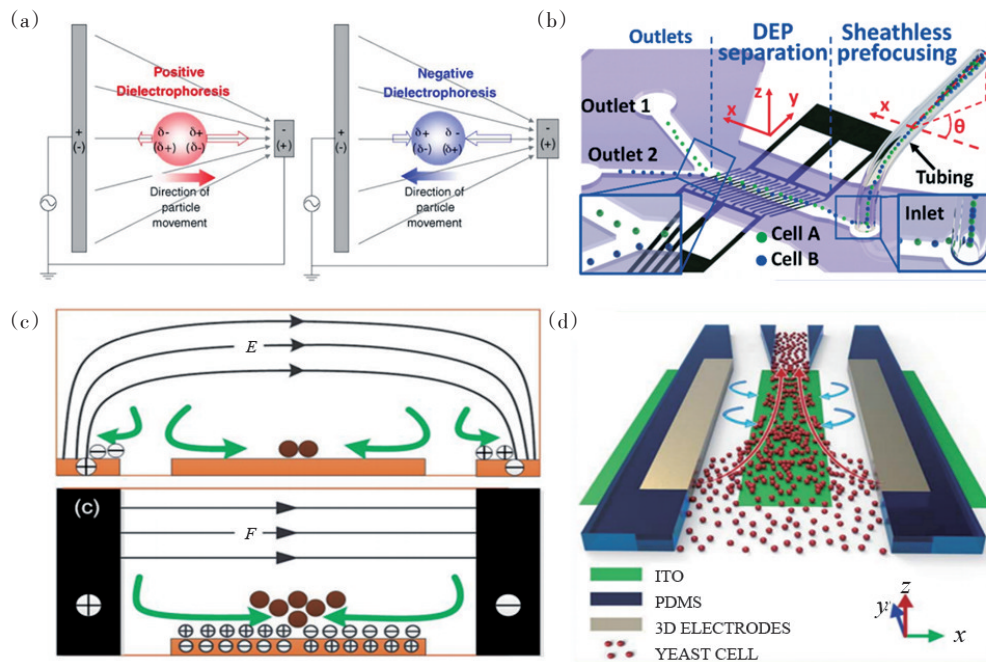 (a)
+
(-)
Positive
Dielectrophoresis
δ- δ+
(δ+) (δ-)
Direction of
particle
movement
-
(+)
+
(-)
Negative
Dielectrophoresis
δ+ δ-
(δ-) (δ+)
Direction of
particle
movement
-
(+)
(b)
Outlets
DEP
separation
Sheathless
prefocusing
Outlet 1
Outlet 2
z
y
x
x
θ
Tubing
Inlet
Cell A
Cell B
(c)
E
+ - - + + -
(c)
F
+ -
+ + + + + + - - - - - -
- - - - - - + + + + + +
(d)
ITO
PDMS
3D ELECTRODES
YEAST CELL
z
y
x